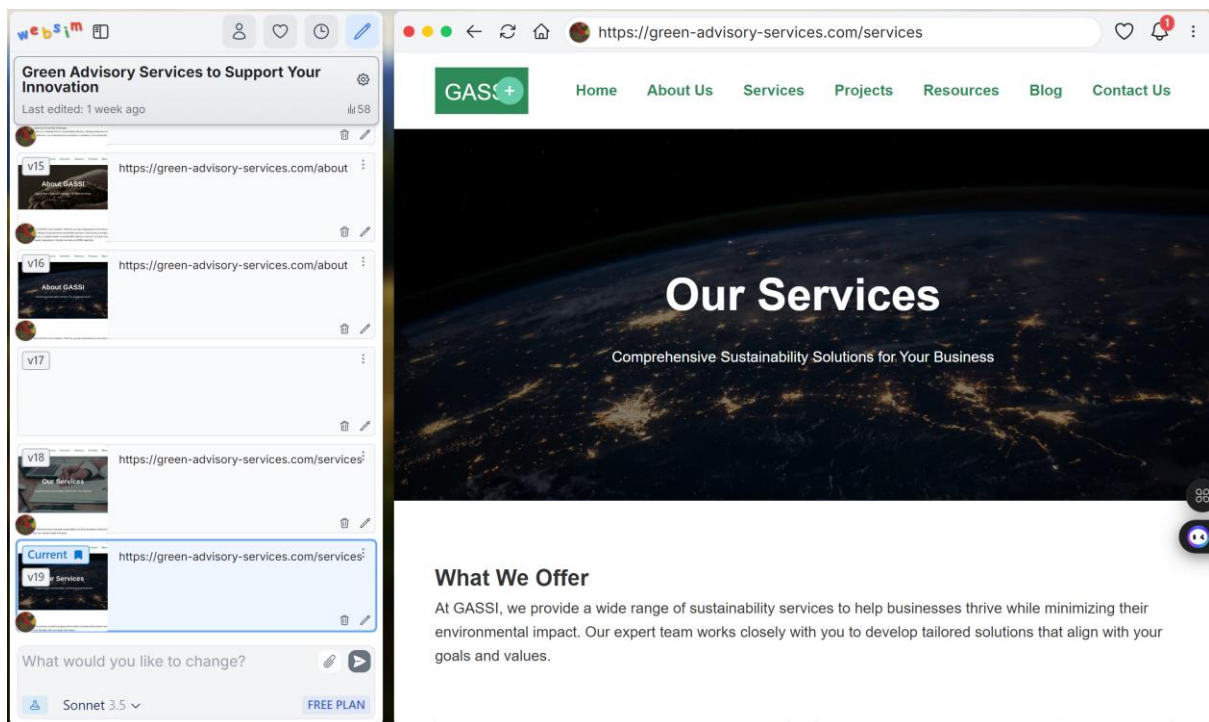 websim
Green Advisory Services to Support Your
Innovation
Last edited: 1 week ago
58
v15
https://green-advisory-services.com/about
About GASSI
v16
https://green-advisory-services.com/about
About GASSI
v17
v18
https://green-advisory-services.com/services
Our Services
Current
https://green-advisory-services.com/services
v19
Services
What would you like to change?
Sonnet 3.5
FREE PLAN
https://green-advisory-services.com/services
1
GASS
Home About Us Services Projects Resources Blog Contact Us
Our Services
Comprehensive Sustainability Solutions for Your Business
What We Offer
At GASSI, we provide a wide range of sustainability services to help businesses thrive while minimizing their
environmental impact. Our expert team works closely with you to develop tailored solutions that align with your
goals and values.